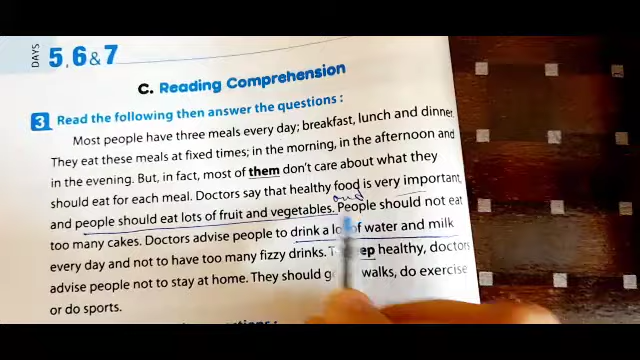 DAYS 5,6&7
C. Reading Comprehension
3 Read the following then answer the questions :
Most people have three meals every day; breakfast, lunch and dinner.
They eat these meals at fixed times; in the morning, in the afternoon and
in the evening. But, in fact, most of them don't care about what they
should eat for each meal. Doctors say that healthy food is very important,
and
and people should eat lots of fruit and vegetables. People should not eat
too many cakes. Doctors advise people to drink a of water and milk
every day and not to have too many fizzy drinks. healthy, doctors
advise people not to stay at home. They should walks, do exercise
or do sports.